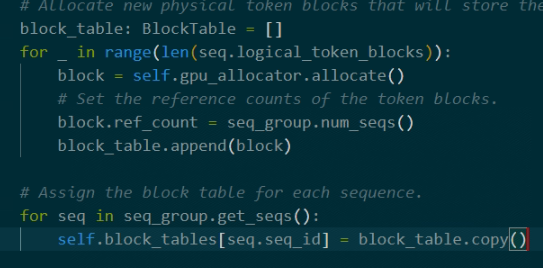 # Allocate new physical token blocks that will store the
block_table: BlockTable = []
for _ in range(len(seq.logical_token_blocks)):
    block = self.gpu_allocator.allocate()
    # Set the reference counts of the token blocks.
    block.ref_count = seq_group.num_seqs()
    block_table.append(block)

# Assign the block table for each sequence.
for seq in seq_group.get_seqs():
    self.block_tables[seq.seq_id] = block_table.copy()